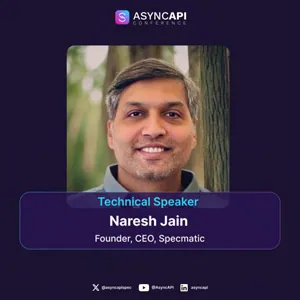 ASYNCAPI
CONFERENCE
Technical Speaker
Naresh Jain
Founder, CEO, Specmatic
@asyncapispec
@AsyncAPI
asyncapi